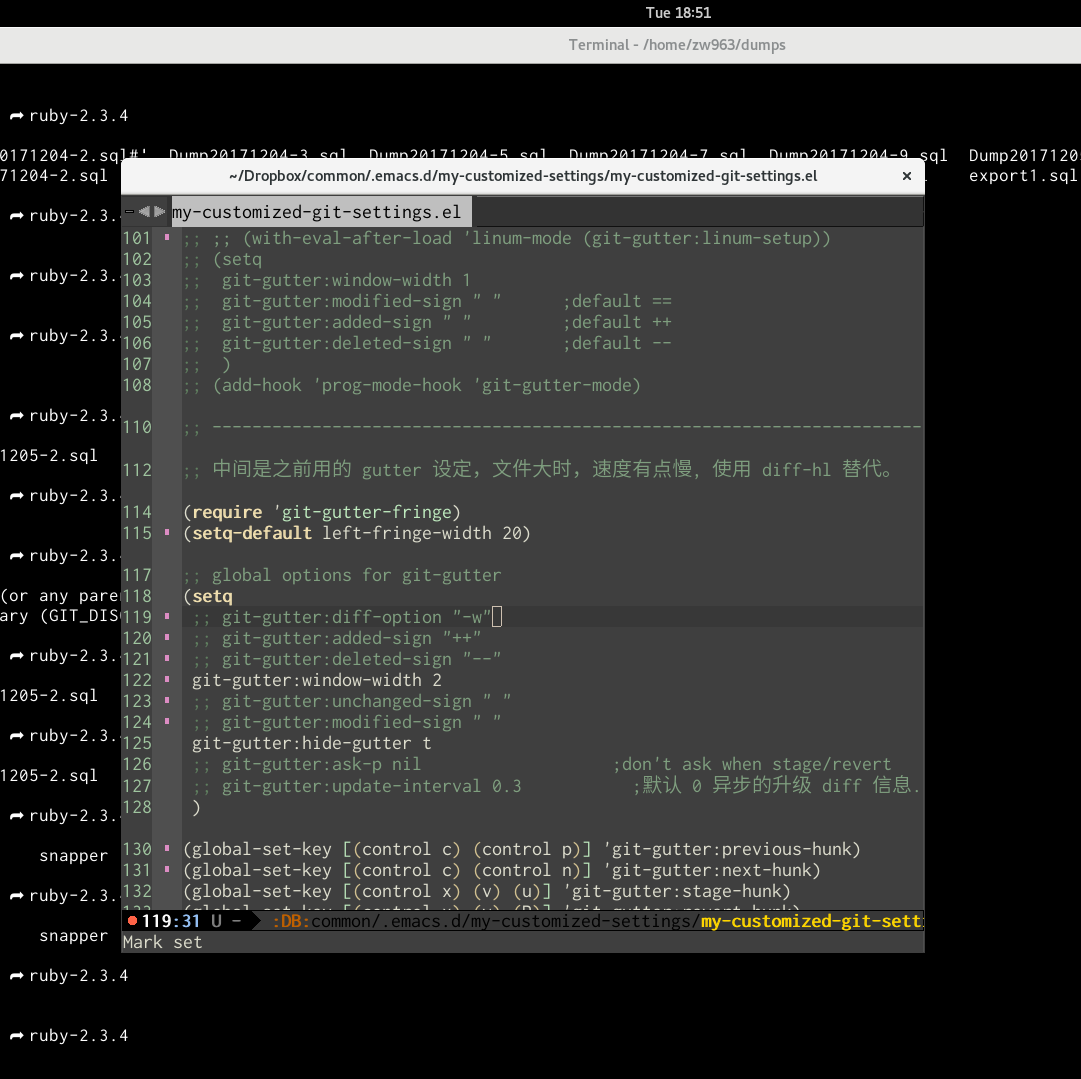 Tue 18:51
Terminal - /home/zw963/dumps
➦ ruby-2.3.4
0171204-2.sql#' Dump20171204-3.sql Dump20171204-5.sql Dump20171204-7.sql Dump20171204-9.sql Dump2017120
71204-2.sql export1.sql
~/Dropbox/common/.emacs.d/my-customized-settings/my-customized-git-settings.el ×
➦ ruby-2.3.
my-customized-git-settings.el
101 ;; ;; (with-eval-after-load 'linum-mode (git-gutter:linum-setup))
102 ;; (setq
➦ ruby-2.3.
103 ;;  git-gutter:window-width 1
104 ;;  git-gutter:modified-sign " "      ;default ==
105 ;;  git-gutter:added-sign " "         ;default ++
➦ ruby-2.3.
106 ;;  git-gutter:deleted-sign " "       ;default --
107 ;;  )
108 ;; (add-hook 'prog-mode-hook 'git-gutter-mode)
➦ ruby-2.3.
110 ;; -----------------------------------------------------------------------
1205-2.sql
112 ;; 中间是之前用的 gutter 设定，文件大时，速度有点慢, 使用 diff-hl 替代。
➦ ruby-2.3.
114 (require 'git-gutter-fringe)
115 (setq-default left-fringe-width 20)
➦ ruby-2.3.
117 ;; global options for git-gutter
(or any pare
118 (setq
ary (GIT_DIS
119 ;; git-gutter:diff-option "-w"
120 ;; git-gutter:added-sign "++"
➦ ruby-2.3.
121 ;; git-gutter:deleted-sign "--"
122 git-gutter:window-width 2
1205-2.sql
123 ;; git-gutter:unchanged-sign " "
124 ;; git-gutter:modified-sign " "
➦ ruby-2.3.
125 git-gutter:hide-gutter t
126 ;; git-gutter:ask-p nil                   ;don't ask when stage/revert
1205-2.sql
127 ;; git-gutter:update-interval 0.3           ;默认 0 异步的升级 diff 信息.
128 )
➦ ruby-2.3.
130 (global-set-key [(control c) (control p)] 'git-gutter:previous-hunk)
snapper
131 (global-set-key [(control c) (control n)] 'git-gutter:next-hunk)
132 (global-set-key [(control x) (v) (u)] 'git-gutter:stage-hunk)
➦ ruby-2.3.
119:31 U - :DB:common/.emacs.d/my-customized-settings/my-customized-git-sett
snapper
Mark set
➦ ruby-2.3.4
➦ ruby-2.3.4